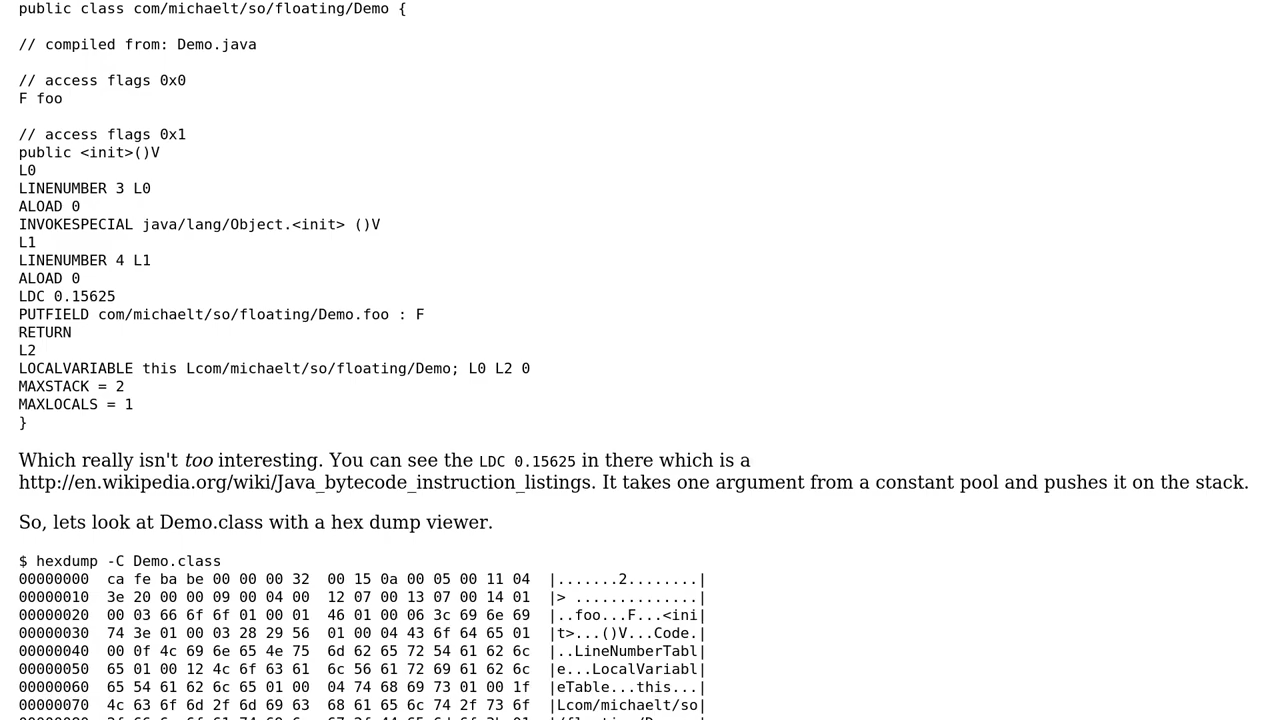 public class com/michaelt/so/floating/Demo {
// compiled from: Demo.java
// access flags 0x0
F foo
// access flags 0x1
public <init>()V
L0
LINENUMBER 3 L0
ALOAD 0
INVOKESPECIAL java/lang/Object.<init> ()V
L1
LINENUMBER 4 L1
ALOAD 0
LDC 0.15625
PUTFIELD com/michaelt/so/floating/Demo.foo : F
RETURN
L2
LOCALVARIABLE this Lcom/michaelt/so/floating/Demo; L0 L2 0
MAXSTACK = 2
MAXLOCALS = 1
}
Which really isn't too interesting. You can see the LDC 0.15625 in there which is a
http://en.wikipedia.org/wiki/Java_bytecode_instruction_listings. It takes one argument from a constant pool and pushes it on the stack.
So, lets look at Demo.class with a hex dump viewer.
$ hexdump -C Demo.class
00000000  ca fe ba be 00 00 00 32  00 15 0a 00 05 00 11 04  |.......2........|
00000010  3e 20 00 00 09 00 04 00  12 07 00 13 07 00 14 01  |> ..............|
00000020  00 03 66 6f 6f 01 00 01  46 01 00 06 3c 69 6e 69  |..foo...F...<ini|
00000030  74 3e 01 00 03 28 29 56  01 00 04 43 6f 64 65 01  |t>...()V...Code.|
00000040  00 0f 4c 69 6e 65 4e 75  6d 62 65 72 54 61 62 6c  |..LineNumberTabl|
00000050  65 01 00 12 4c 6f 63 61  6c 56 61 72 69 61 62 6c  |e...LocalVariabl|
00000060  65 54 61 62 6c 65 01 00  04 74 68 69 73 01 00 1f  |eTable...this...|
00000070  4c 63 6f 6d 2f 6d 69 63  68 61 65 6c 74 2f 73 6f  |Lcom/michaelt/so|